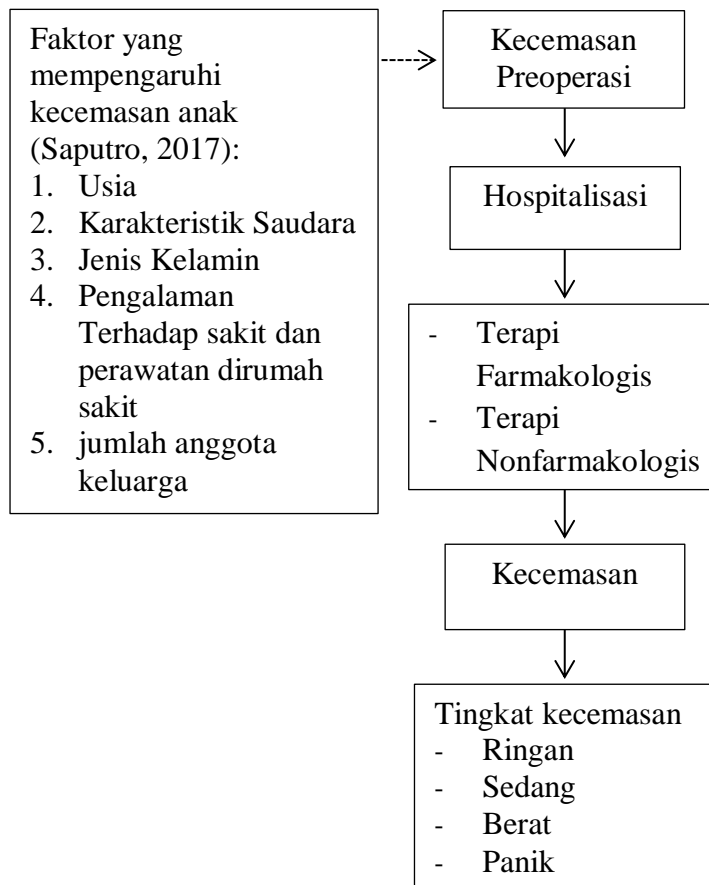 Faktor yang
mempengaruhi
kecemasan anak
(Saputro, 2017):
1. Usia
2. Karakteristik Saudara
3. Jenis Kelamin
4. Pengalaman
Terhadap sakit dan
perawatan dirumah
sakit
5. jumlah anggota
keluarga
Kecemasan
Preoperasi
Hospitalisasi
- Terapi
Farmakologis
- Terapi
Nonfarmakologis
Kecemasan
Tingkat kecemasan
- Ringan
- Sedang
- Berat
- Panik